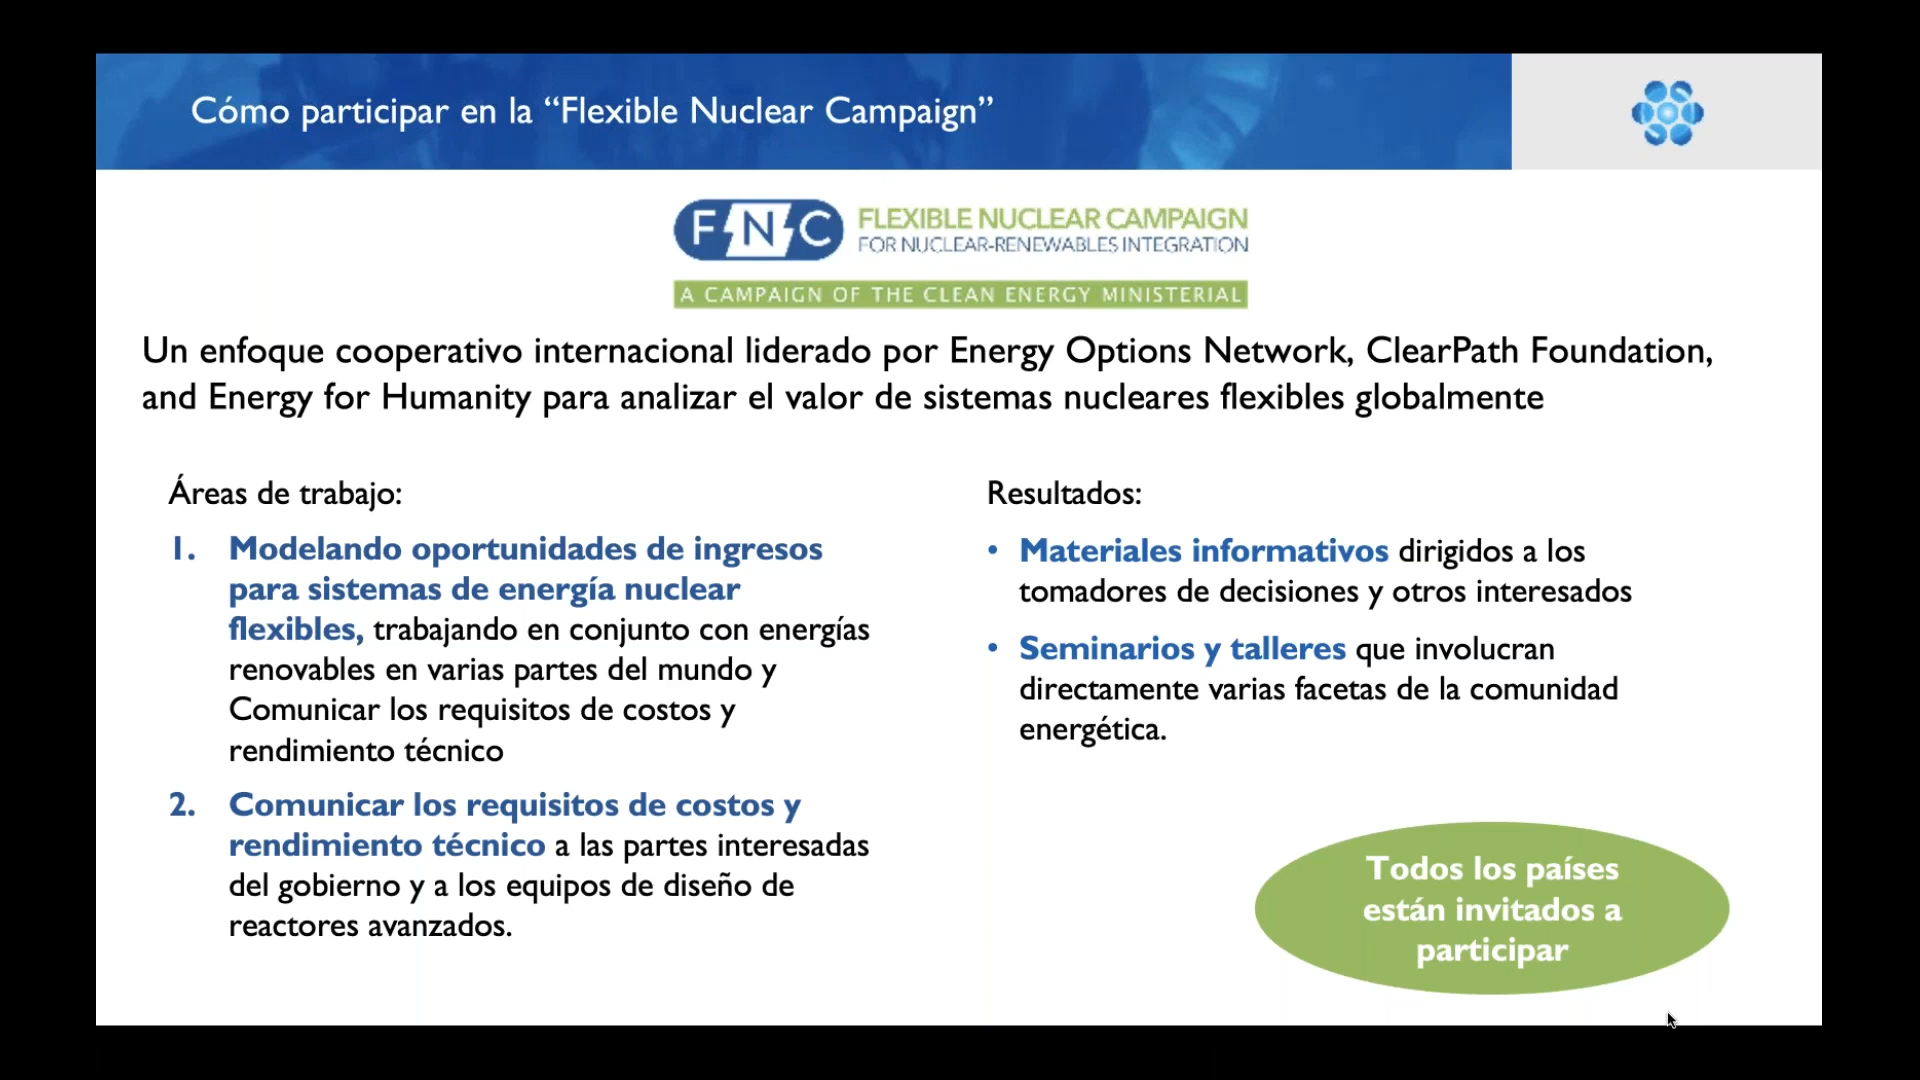 Cómo participar en la “Flexible Nuclear Campaign”
FNC
FLEXIBLE NUCLEAR CAMPAIGN
FOR NUCLEAR-RENEWABLES INTEGRATION
A CAMPAIGN OF THE CLEAN ENERGY MINISTERIAL
Un enfoque cooperativo internacional liderado por Energy Options Network, ClearPath Foundation,
and Energy for Humanity para analizar el valor de sistemas nucleares flexibles globalmente
Áreas de trabajo:
1. Modelando oportunidades de ingresos
para sistemas de energía nuclear
flexibles, trabajando en conjunto con energías
renovables en varias partes del mundo y
Comunicar los requisitos de costos y
rendimiento técnico
2. Comunicar los requisitos de costos y
rendimiento técnico a las partes interesadas
del gobierno y a los equipos de diseño de
reactores avanzados.
Resultados:
• Materiales informativos dirigidos a los
tomadores de decisiones y otros interesados
• Seminarios y talleres que involucran
directamente varias facetas de la comunidad
energética.
Todos los países
están invitados a
participar